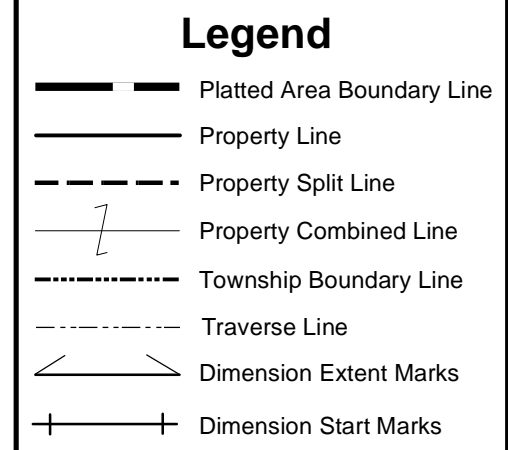 Legend
Platted Area Boundary Line
Property Line
Property Split Line
Property Combined Line
Township Boundary Line
Traverse Line
Dimension Extent Marks
Dimension Start Marks